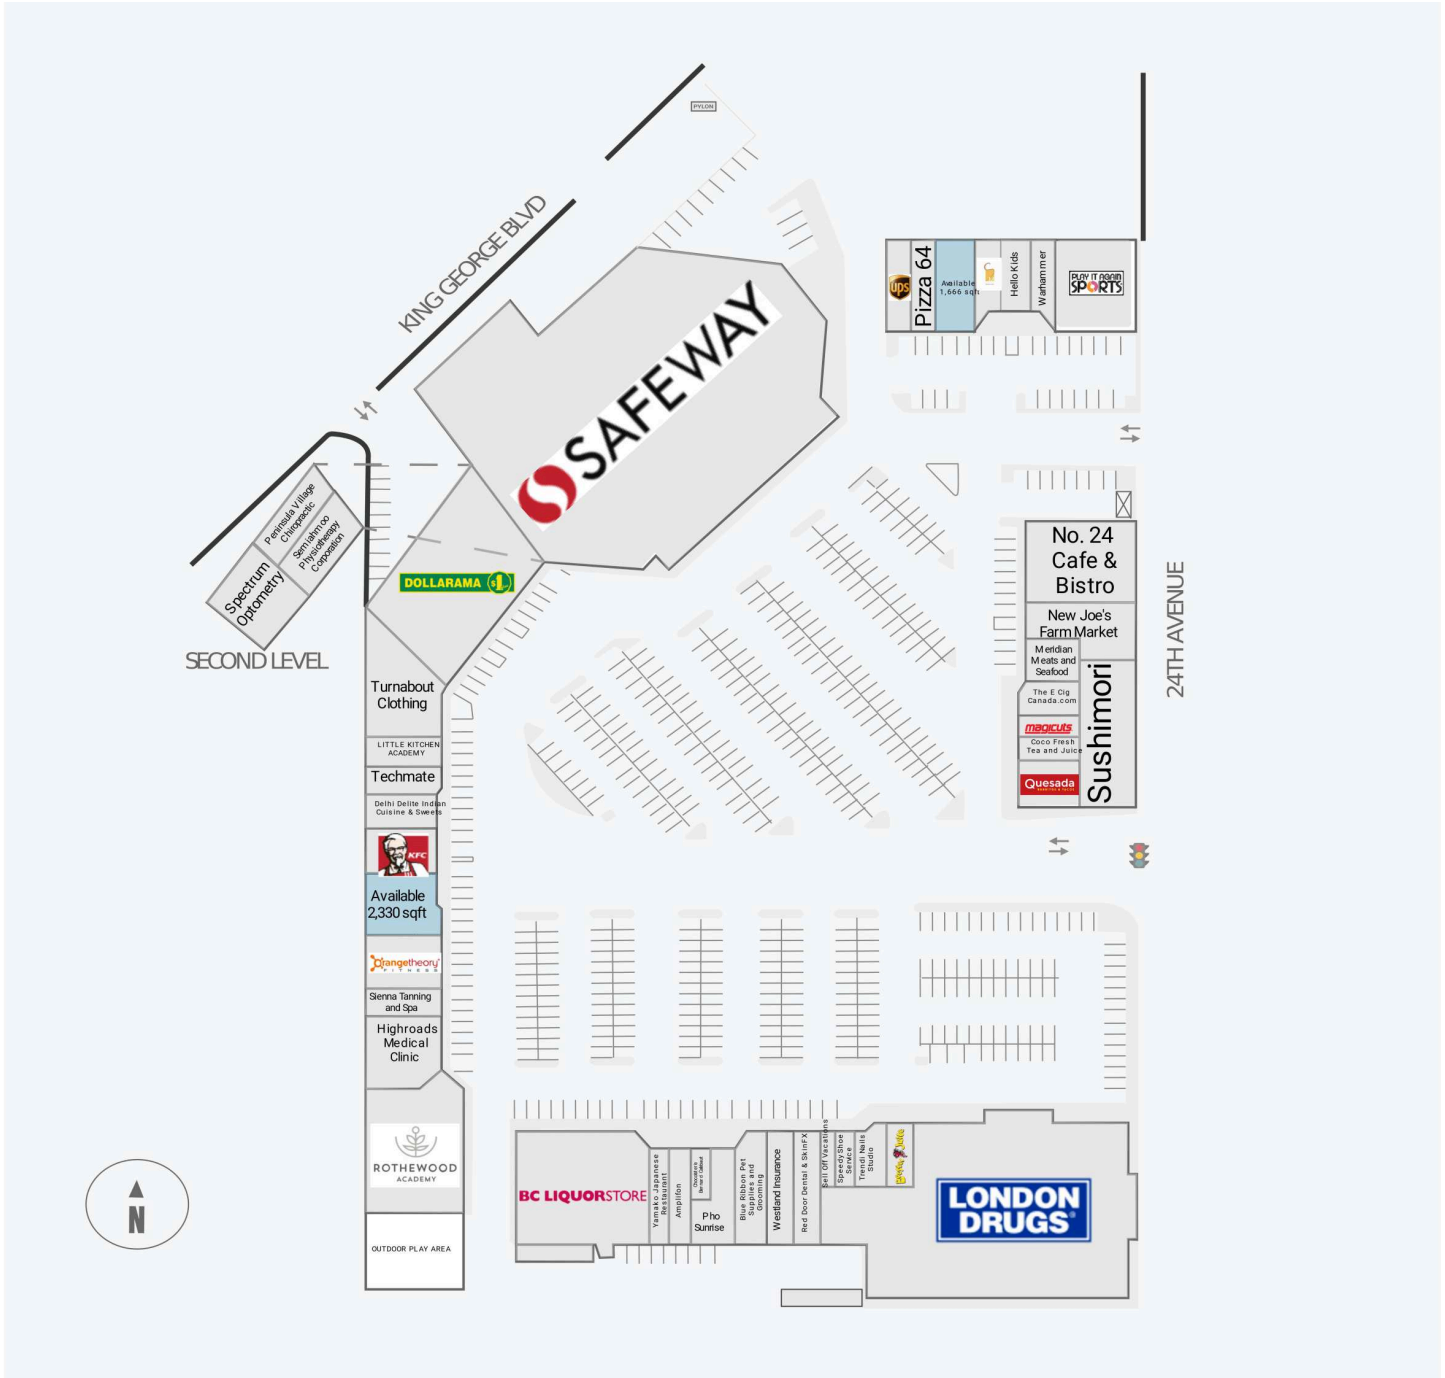 PYLON
KING GEORGE BLVD
SAFEWAY
ups
Pizza 64
Available
1,666 sqft
Hello Kids
Warhammer
PLAY IT AGAIN
SPORTS
Peninsula Village
Chiropractic
Semiahmoo
Physiotherapy
Corporation
Spectrum
Optometry
SECOND LEVEL
DOLLARAMA $1
Turnabout
Clothing
LITTLE KITCHEN
ACADEMY
Techmate
Delhi Delite Indian
Cuisine & Sweets
KFC
Available
2,330 sqft
Orangetheory
FITNESS
Sienna Tanning
and Spa
Highroads
Medical
Clinic
ROTHEWOOD
ACADEMY
OUTDOOR PLAY AREA
No. 24
Cafe &
Bistro
New Joe's
Farm Market
Meridian
Meats and
Seafood
The E Cig
Canada.com
magicuts
Coco Fresh
Tea and Juice
Quesada
BURRITOS & TACOS
Sushimori
24TH AVENUE
BC LIQUORSTORE
Yamako Japanese
Restaurant
Amplifon
Pho
Sunrise
Blue Ribbon Pet
Supplies and
Grooming
Westland Insurance
Red Door Dental & SkinFX
Sell Off Vacations
Speedy Shoe
Service
Trendi Nails
Studio
LONDON
DRUGS
N